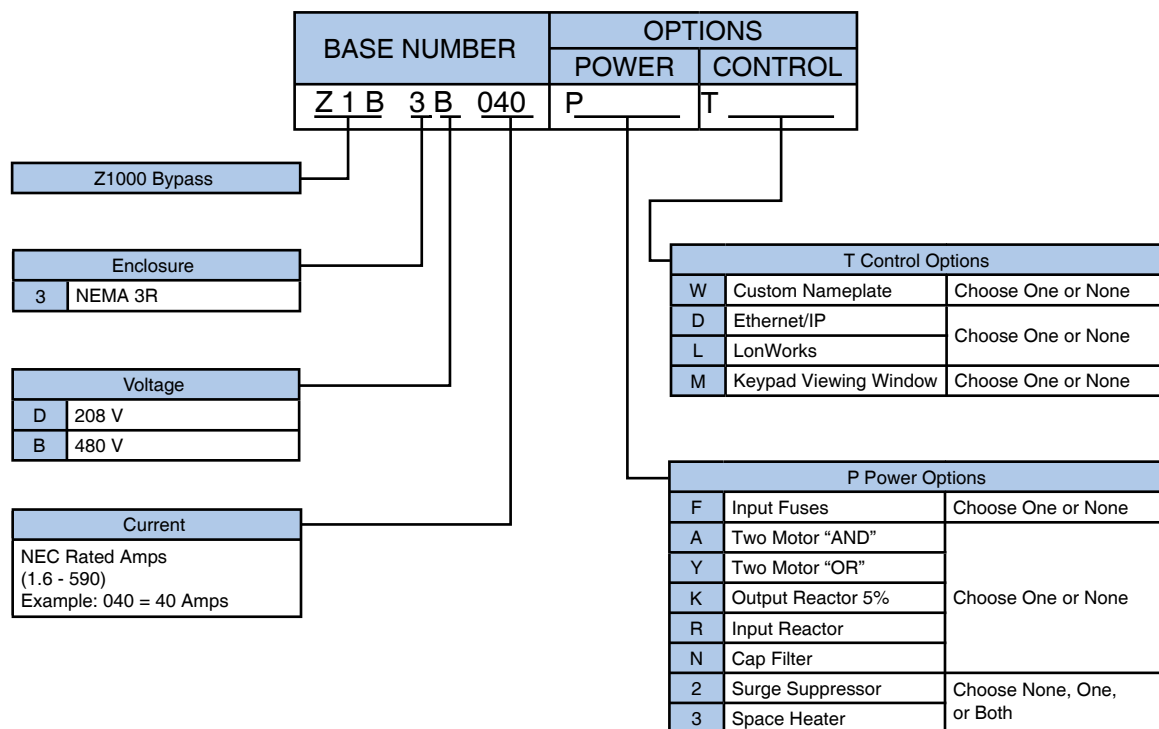 BASE NUMBER
OPTIONS
POWER CONTROL
Z 1 B 3 B 040 P T
Z1000 Bypass
Enclosure
3 NEMA 3R
Voltage
D 208 V
B 480 V
Current
NEC Rated Amps
(1.6 - 590)
Example: 040 = 40 Amps
T Control Options
W Custom Nameplate Choose One or None
D Ethernet/IP
Choose One or None
L LonWorks
M Keypad Viewing Window Choose One or None
P Power Options
F Input Fuses Choose One or None
A Two Motor “AND”
Y Two Motor “OR”
K Output Reactor 5% Choose One or None
R Input Reactor
N Cap Filter
2 Surge Suppressor Choose None, One,
3 Space Heater or Both